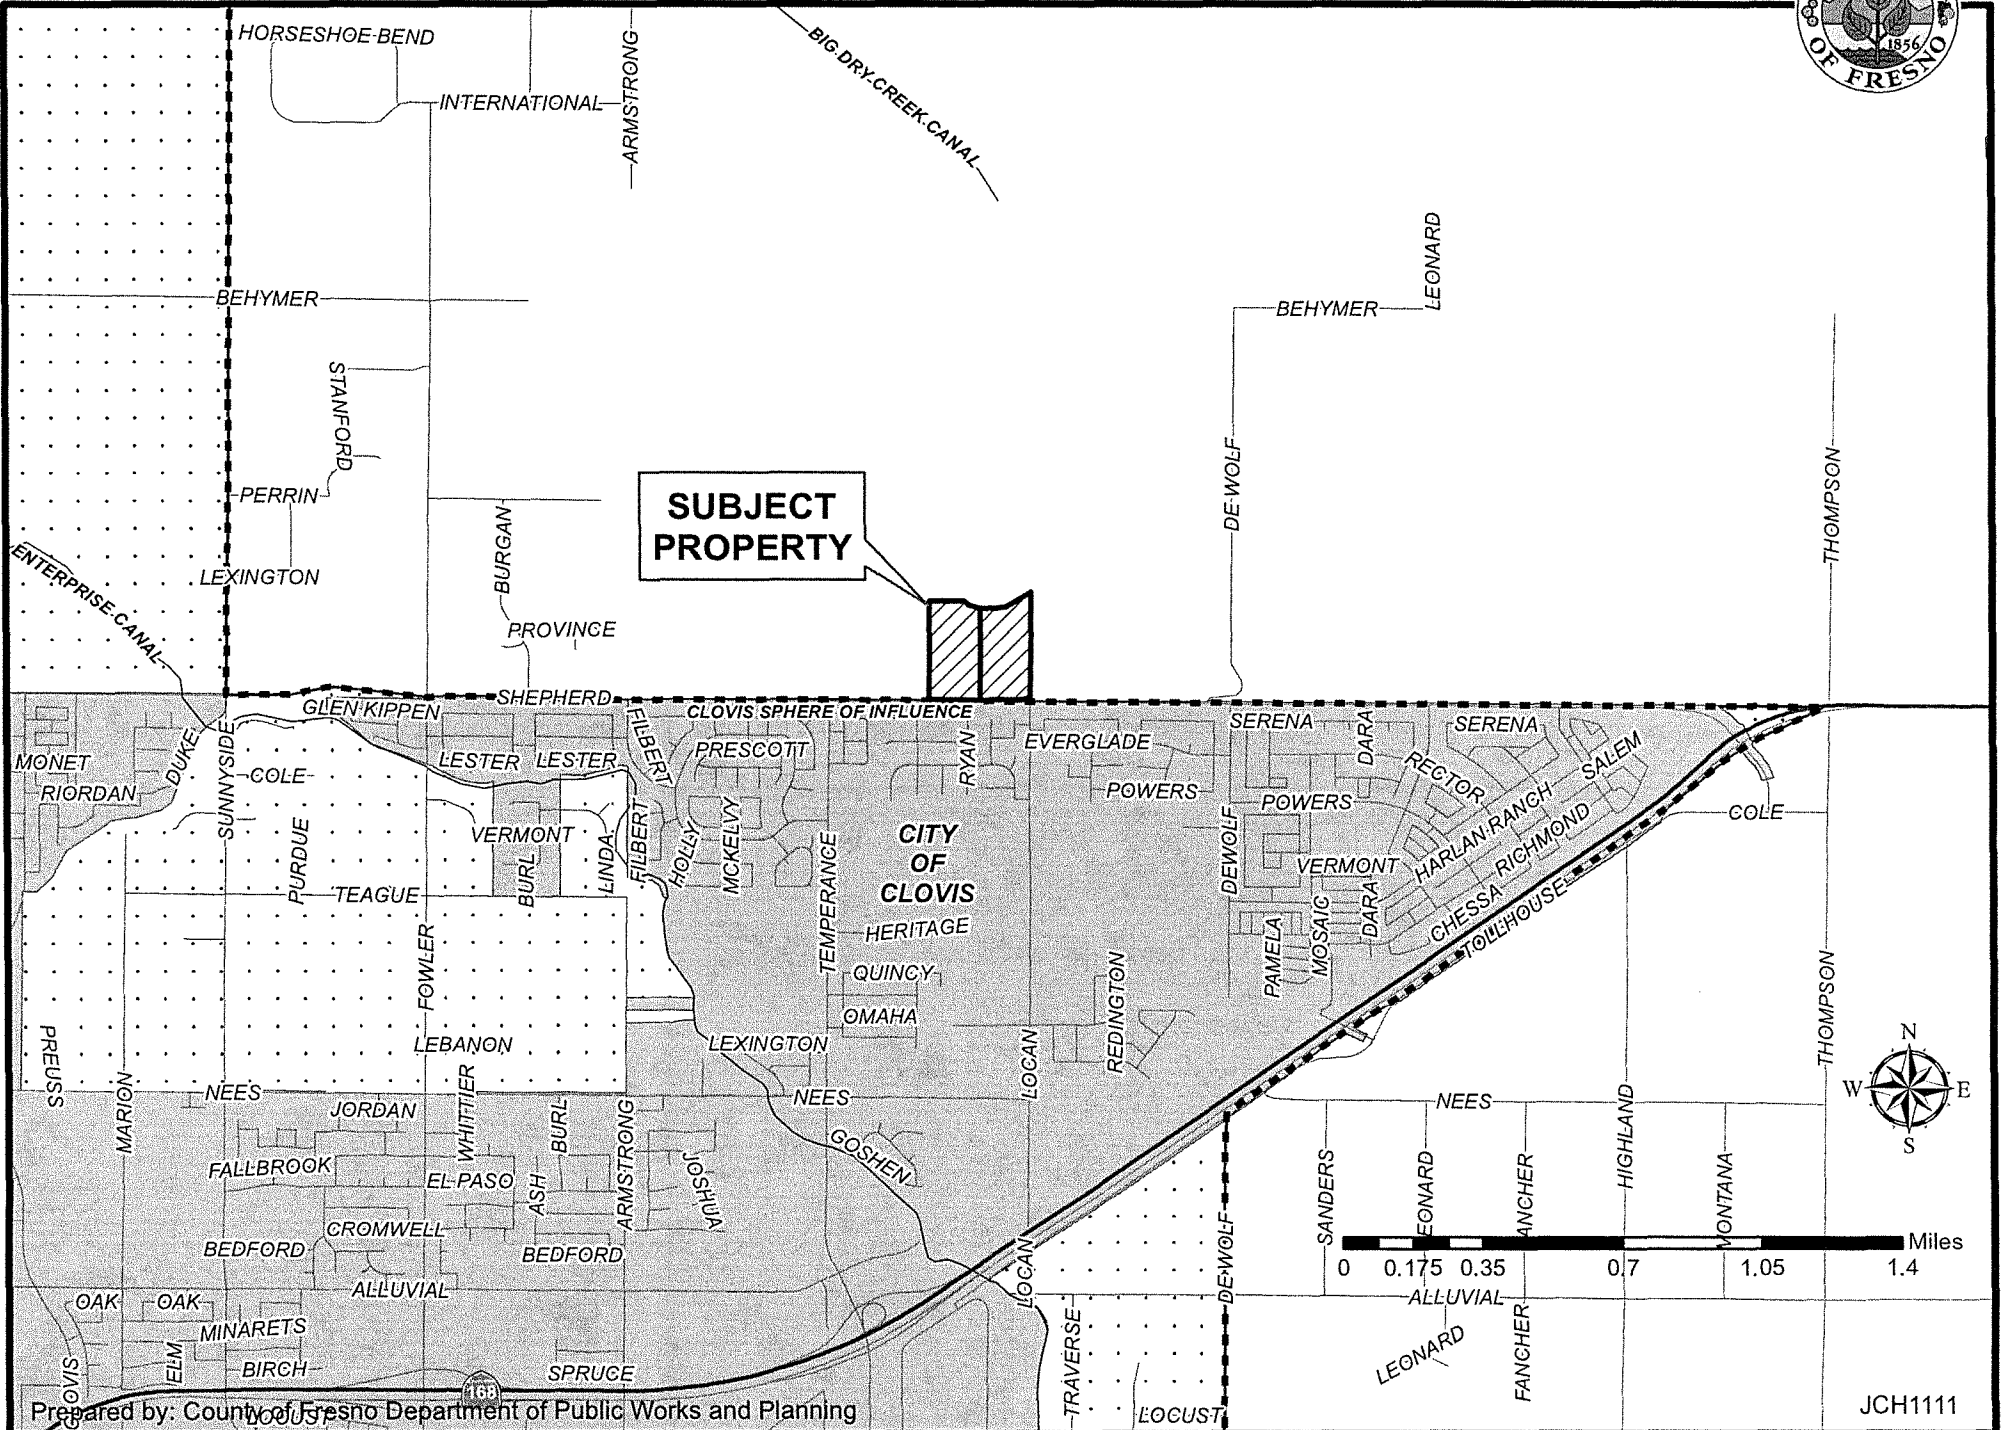 1856
OF FRESNO
HORSESHOE BEND
INTERNATIONAL
ARMSTRONG
BIG DRY CREEK CANAL
LEONARD
BEHYMER
BEHYMER
STANFORD
PERRIN
BURGAN
SUBJECT
PROPERTY
DE WOLF
THOMPSON
ENTERPRISE CANAL
LEXINGTON
PROVINCE
SHEPHERD
GLEN KIPPEN
CLOVIS SPHERE OF INFLUENCE
SERENA
DARA
SERENA
MONET
DUKE
SUNNYSIDE
COLE
LESTER
LESTER
FILBERT
PRESCOTT
RYAN
EVERGLADE
RECTOR
SALEM
RIORDAN
POWERS
POWERS
HARLAN RANCH
RICHMOND
COLE
PURDUE
VERMONT
BURL
LINDA
FILBERT
HOLLY
MCKELVY
TEMPERANCE
CITY
OF
CLOVIS
DEWOLF
VERMONT
DARA
CHESSA
TOLLHOUSE
TEAGUE
HERITAGE
PAMELA
MOSAIC
FOWLER
QUINCY
REDINGTON
THOMPSON
OMAHA
PREUSS
LEBANON
LEXINGTON
LOCAN
N
W
E
S
MARION
NEES
WHITTIER
NEES
NEES
JORDAN
BURL
ARMSTRONG
GOSHEN
HIGHLAND
FALLBROOK
EL PASO
ASH
JOSHUA
SANDERS
EONARD
ANCHER
MONTANA
CROMWELL
BEDFORD
BEDFORD
LOCAN
DE WOLF
Miles
0 0.175 0.35 0.7 1.05 1.4
ALLUVIAL
ALLUVIAL
OAK
OAK
MINARETS
ELM
BIRCH
SPRUCE
TRAVERSE
LEONARD
FANCHER
OVIS
168
LOCUST
Prepared by: County of Fresno Department of Public Works and Planning
LOCUST
JCH1111